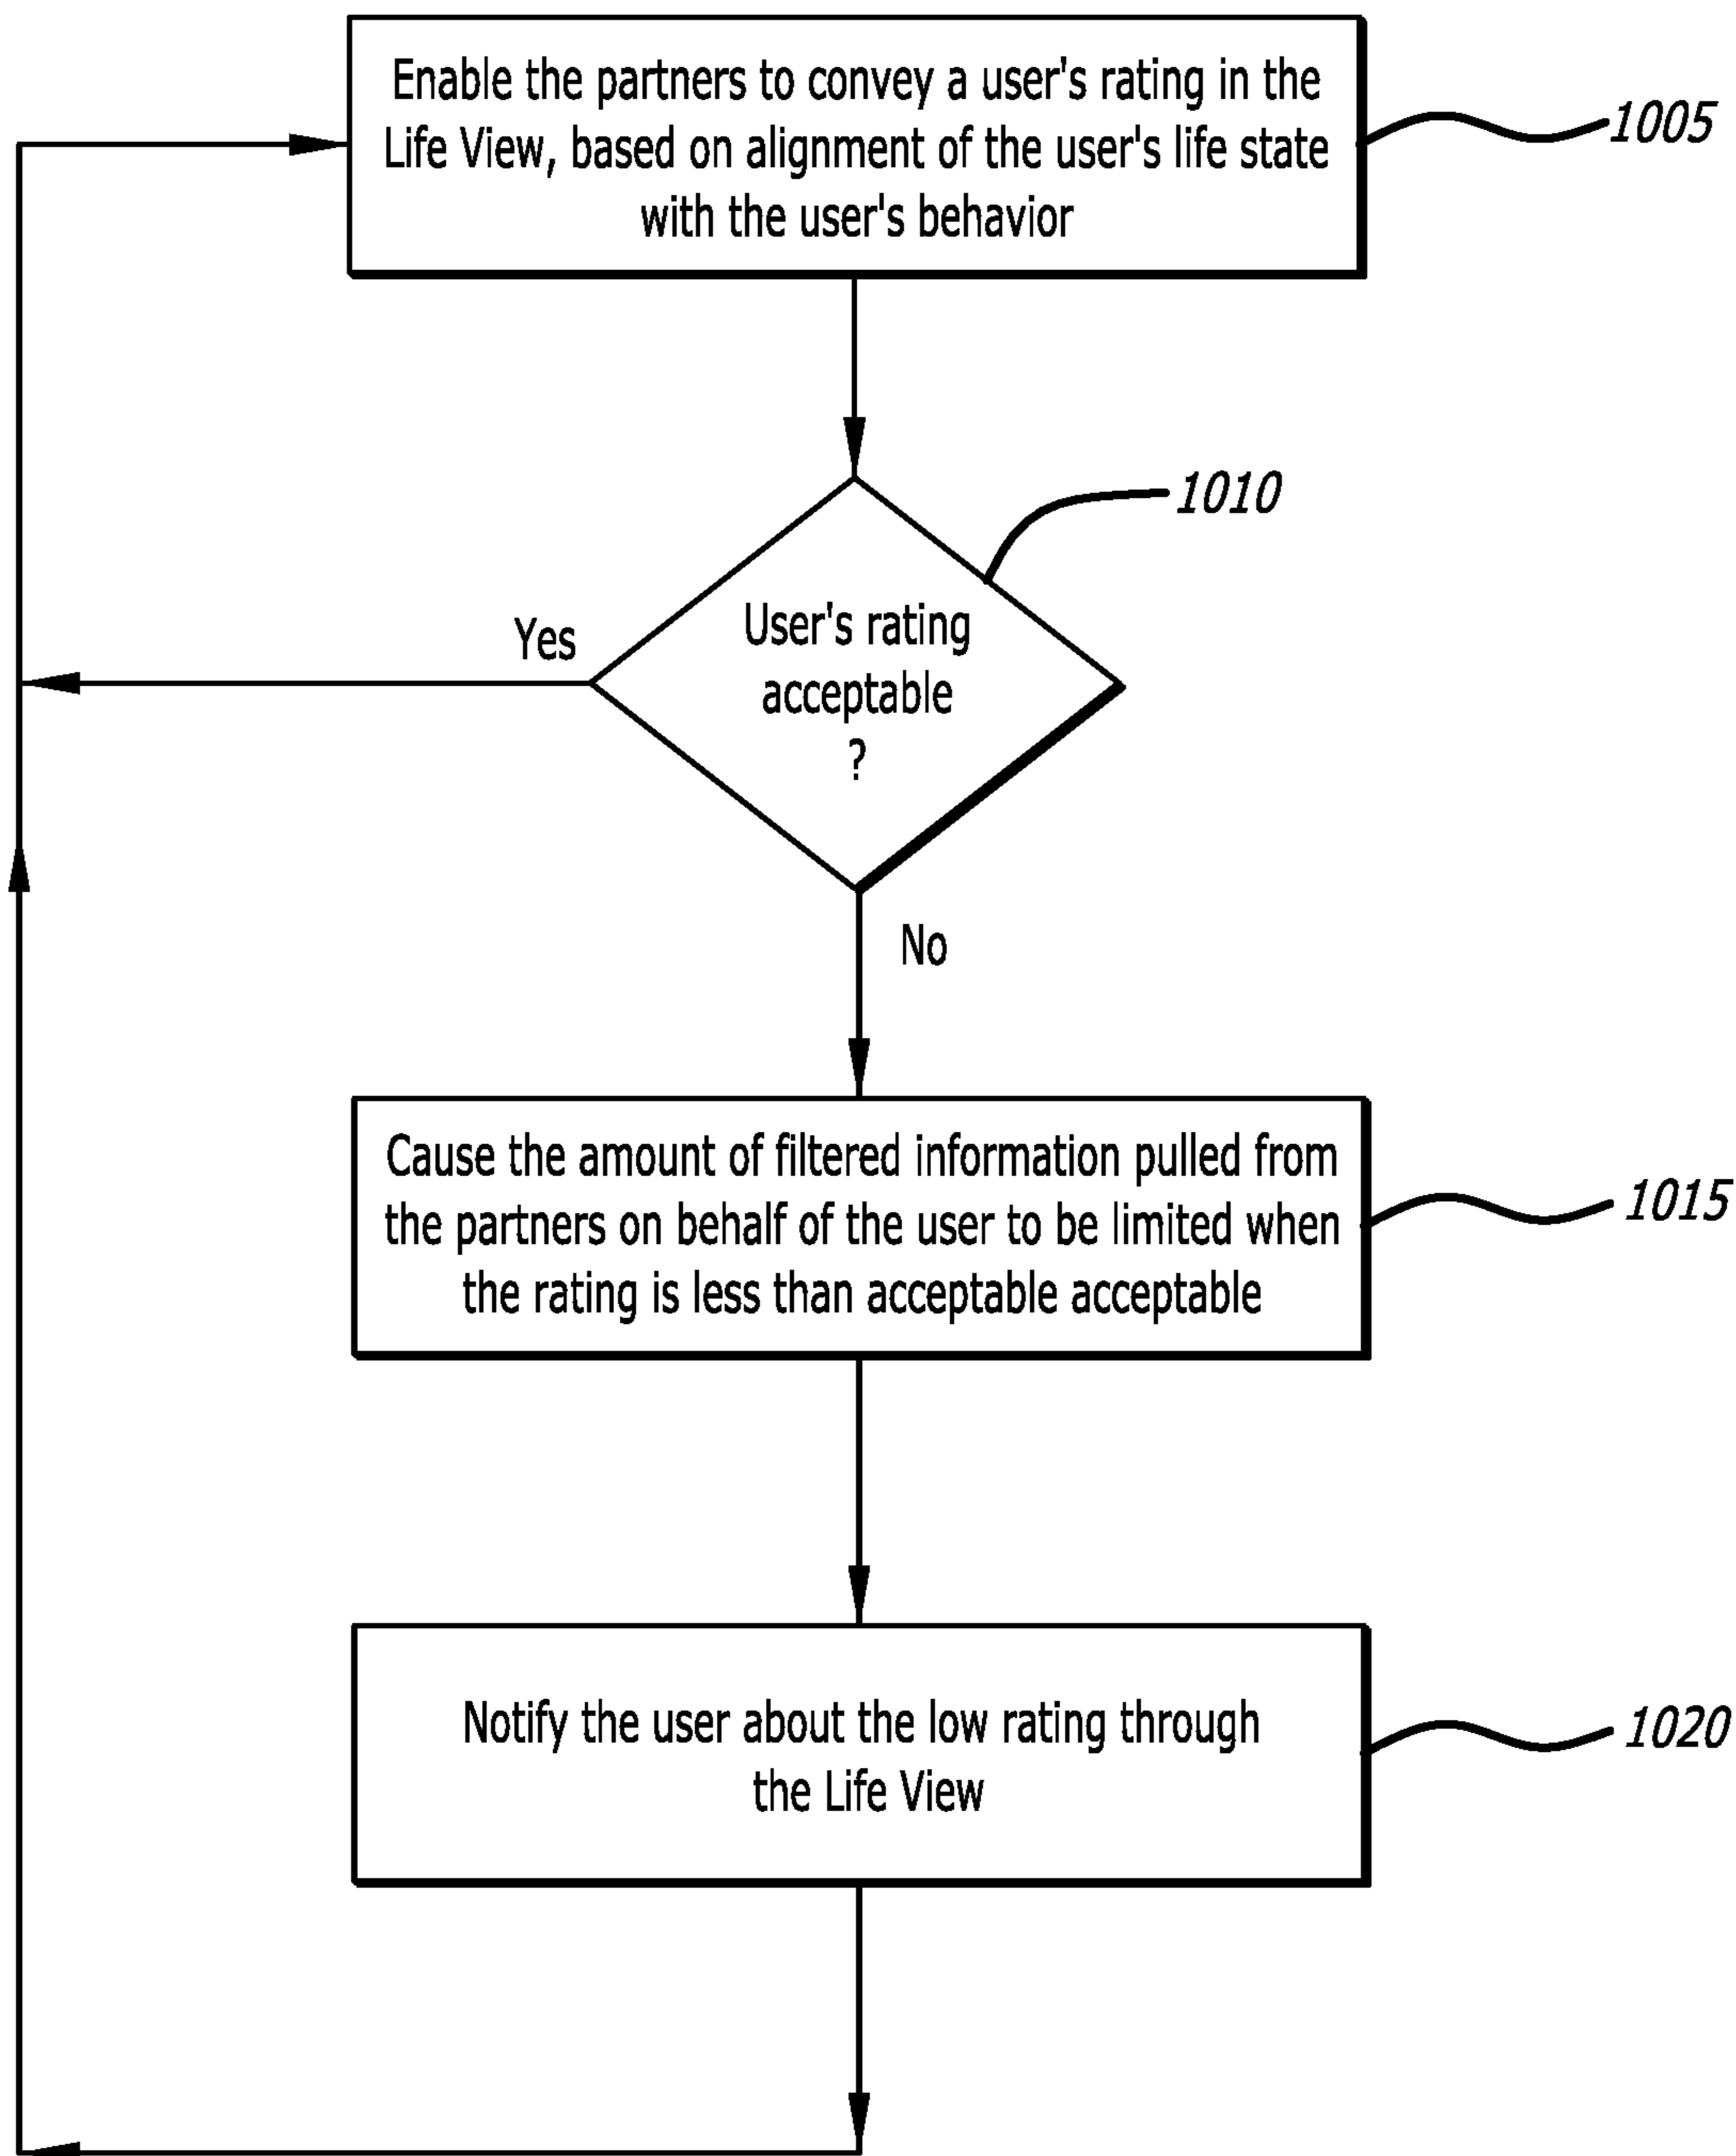 Enable the partners to convey a user's rating in the
Life View, based on alignment of the user's life state
with the user's behavior
1005
1010
User's rating
acceptable
?
Yes
No
Cause the amount of filtered information pulled from
the partners on behalf of the user to be limited when
the rating is less than acceptable acceptable
1015
Notify the user about the low rating through
the Life View
1020